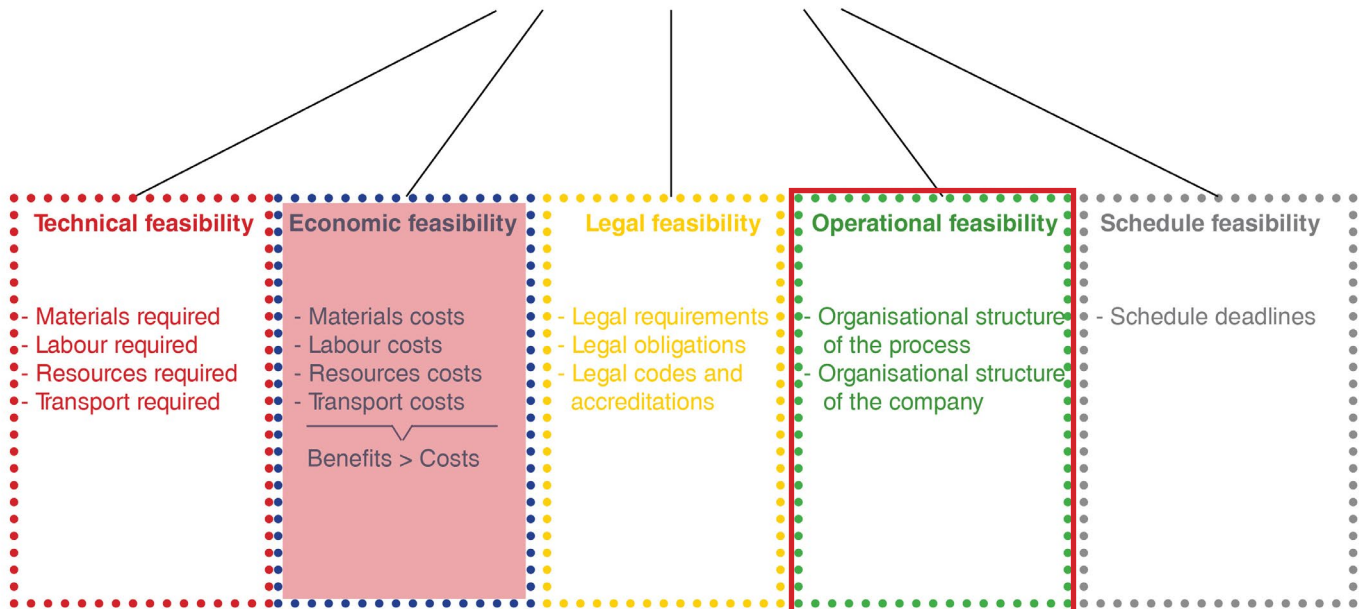 Technical feasibility
- Materials required
- Labour required
- Resources required
- Transport required
Economic feasibility
- Materials costs
- Labour costs
- Resources costs
- Transport costs
Benefits > Costs
Legal feasibility
- Legal requirements
- Legal obligations
- Legal codes and
accreditations
Operational feasibility
- Organisational structure
of the process
- Organisational structure
of the company
Schedule feasibility
- Schedule deadlines